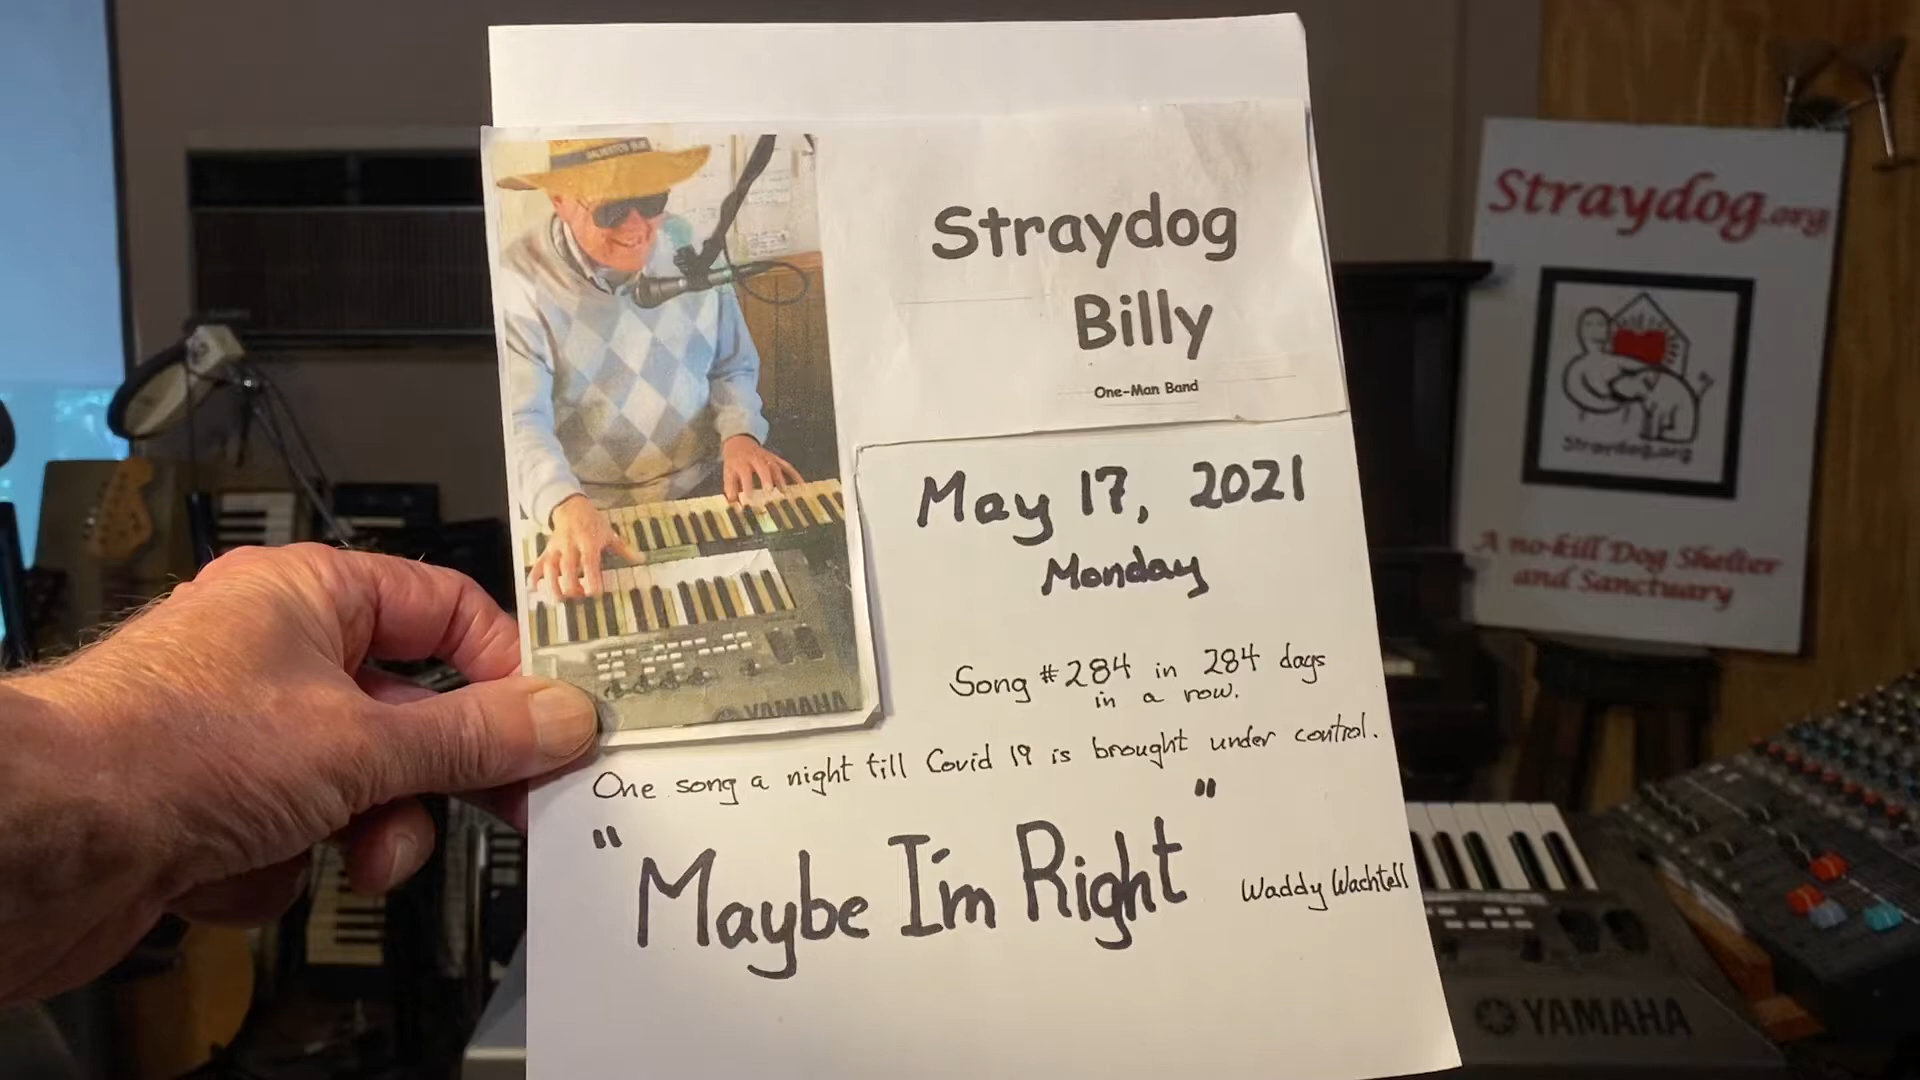 Straydog
Billy
One-Man Band
May 17, 2021
Monday
Song #284 in 284 days
in a row.
One song a night till Covid 19 is brought under control.
"Maybe I'm Right"
Waddy Wachtell
YAMAHA
Straydog.org
Straydog.org
A no-kill Dog Shelter
and Sanctuary
YAMAHA